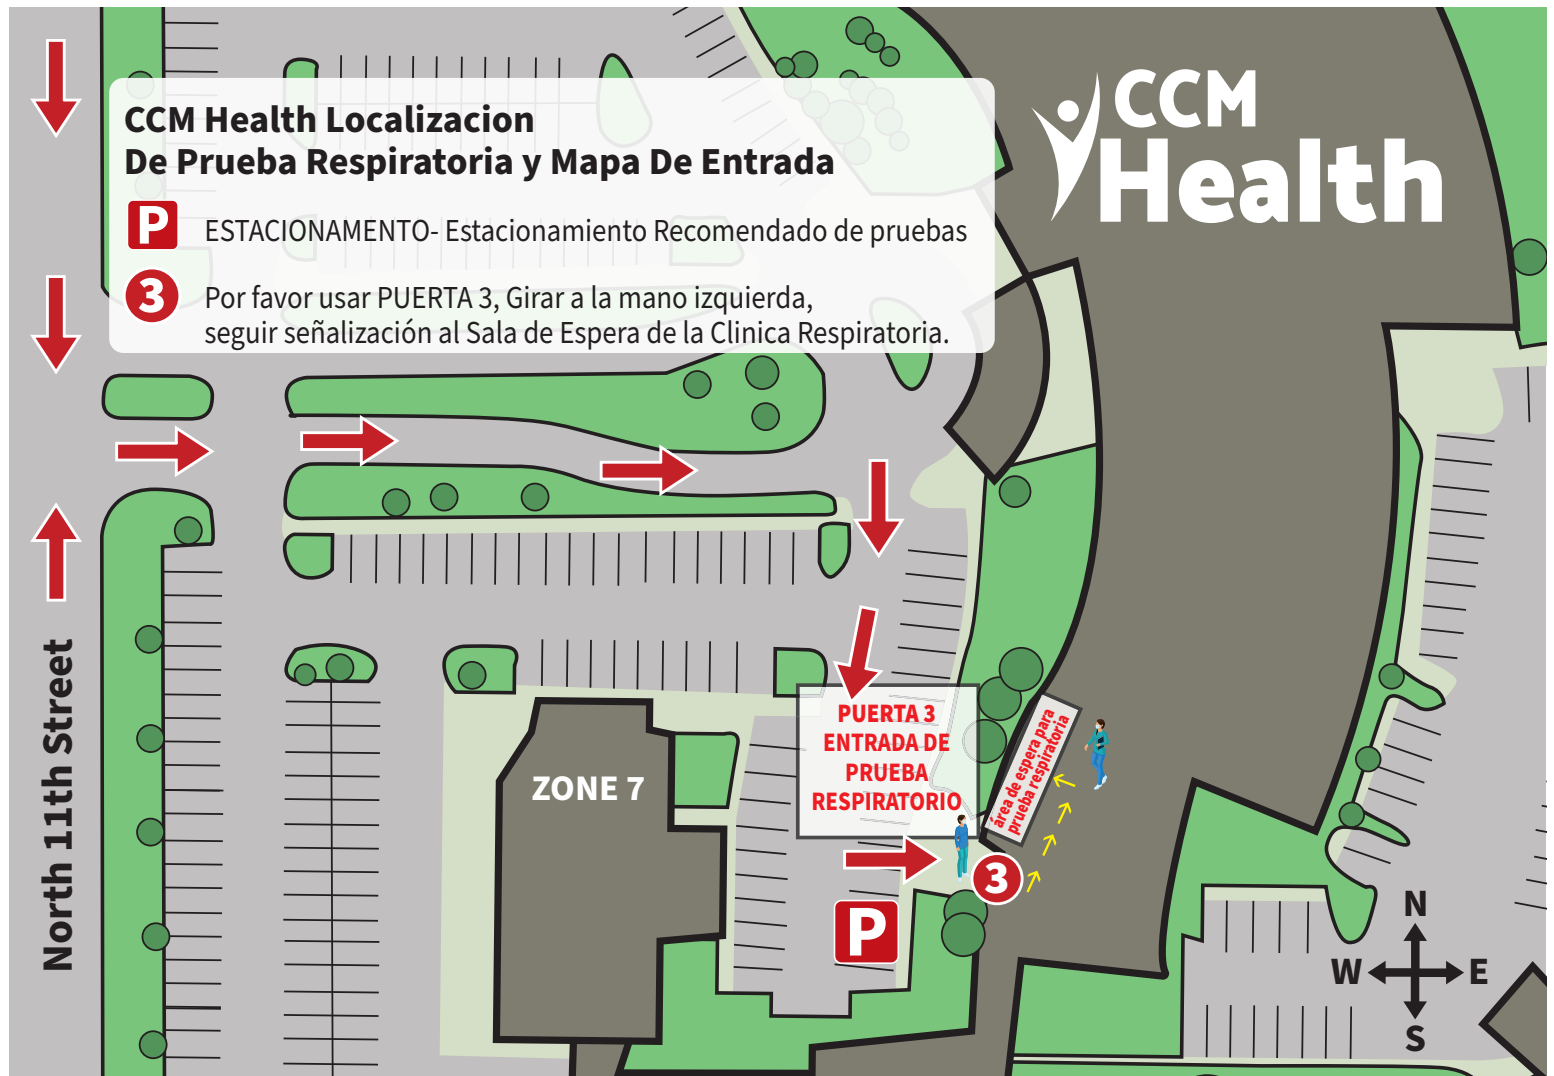 CCM Health Localizacion
De Prueba Respiratoria y Mapa De Entrada
P
ESTACIONAMENTO- Estacionamiento Recomendado de pruebas
3
Por favor usar PUERTA 3, Girar a la mano izquierda,
seguir señalización al Sala de Espera de la Clinica Respiratoria.
CCM
Health
North 11th Street
ZONE 7
PUERTA 3
ENTRADA DE
PRUEBA
RESPIRATORIO
área de espera para
prueba respiratoria
3
P
N
W
E
S